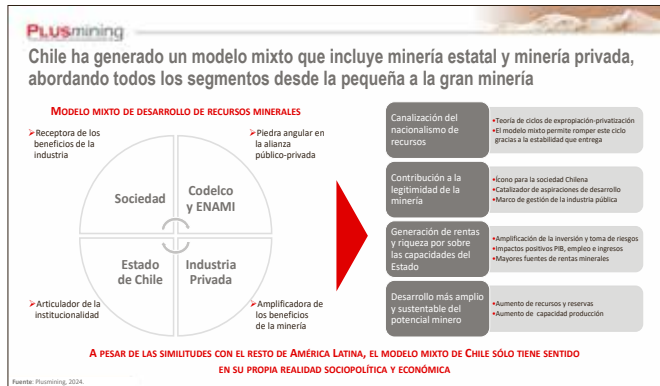 PLUSmining
Chile ha generado un modelo mixto que incluye minería estatal y minería privada,
abordando todos los segmentos desde la pequeña a la gran minería
MODELO MIXTO DE DESARROLLO DE RECURSOS MINERALES
➢Receptora de los
beneficios de la
industria
➢Piedra angular en
la alianza
público-privada
Sociedad
Codelco
y ENAMI
Estado
de Chile
Industria
Privada
➢Articulador de la
institucionalidad
➢Amplificadora de
los beneficios
de la minería
Canalización del
nacionalismo de
recursos
•Teoría de ciclos de expropiación-privatización
•El modelo mixto permite romper este ciclo
gracias a la estabilidad que entrega
Contribución a la
legitimidad de la
minería
•Ícono para la sociedad Chilena
•Catalizador de aspiraciones de desarrollo
•Marco de gestión de la industria pública
Generación de rentas
y riqueza por sobre
las capacidades del
Estado
•Amplificación de la inversión y toma de riesgos
•Impactos positivos PIB, empleo e ingresos
•Mayores fuentes de rentas minerales
Desarrollo más amplio
y sustentable del
potencial minero
•Aumento de recursos y reservas
•Aumento de capacidad producción
A PESAR DE LAS SIMILITUDES CON EL RESTO DE AMÉRICA LATINA, EL MODELO MIXTO DE CHILE SÓLO TIENE SENTIDO
EN SU PROPIA REALIDAD SOCIOPOLÍTICA Y ECONÓMICA
Fuente: Plusmining, 2024.